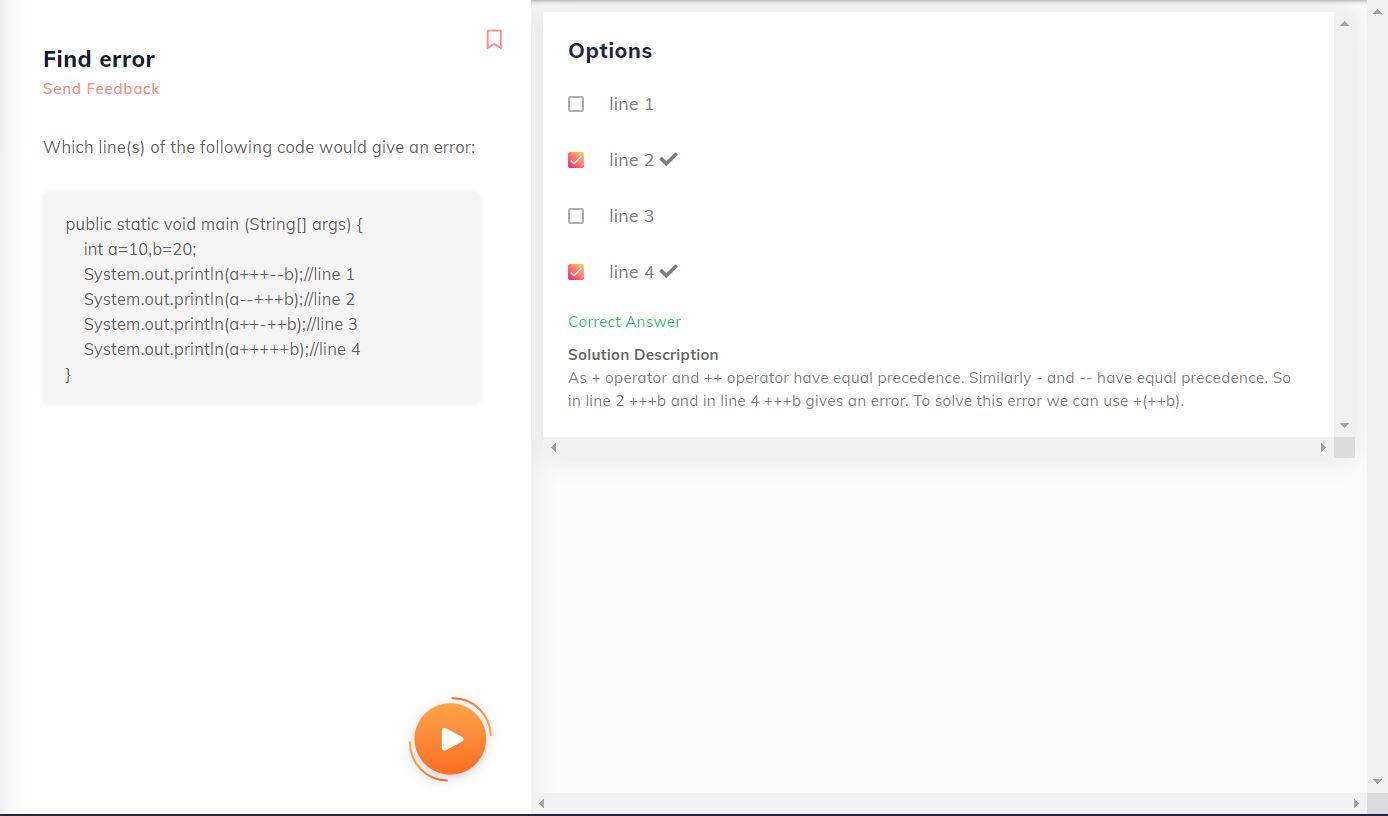 Find error
Send Feedback
Which line(s) of the following code would give an error:
public static void main (String[] args) {
    int a=10,b=20;
    System.out.println(a+++--b);//line 1
    System.out.println(a--+++b);//line 2
    System.out.println(a++-++b);//line 3
    System.out.println(a+++++b);//line 4
}
Options
line 1
line 2
line 3
line 4
Correct Answer
Solution Description
As + operator and ++ operator have equal precedence. Similarly - and -- have equal precedence. So
in line 2 +++b and in line 4 +++b gives an error. To solve this error we can use +(++b).